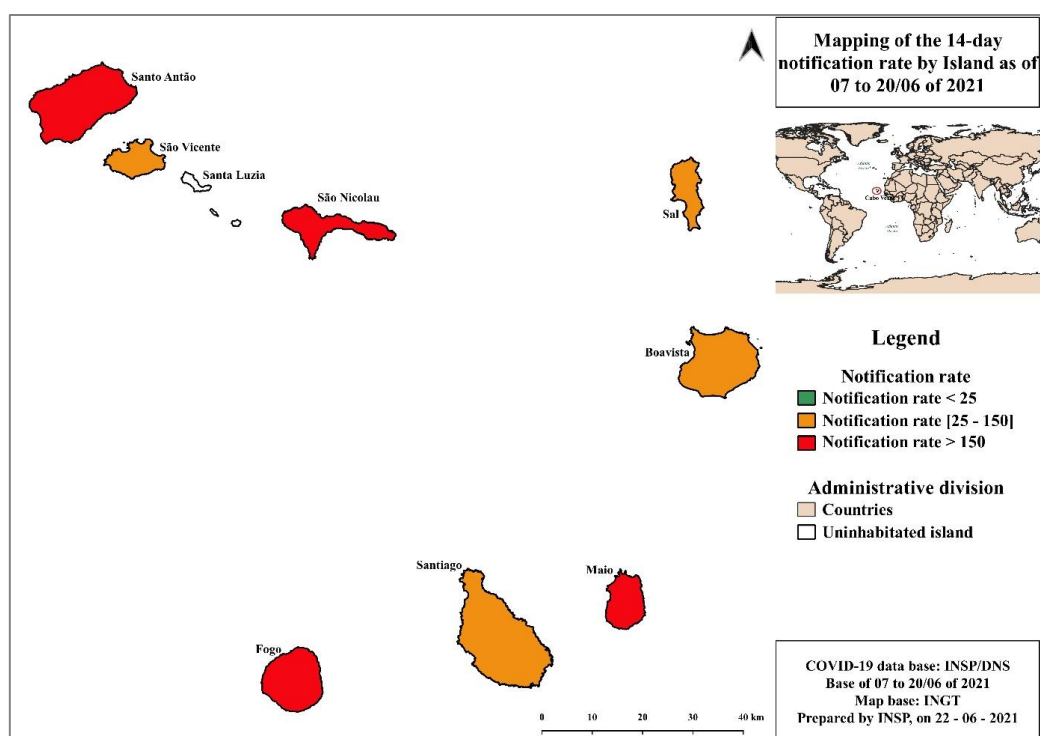 Mapping of the 14-day
notification rate by Island as of
07 to 20/06 of 2021
Santo Antão
São Vicente
Santa Luzia
São Nicolau
Sal
Boavista
Santiago
Maio
Fogo
Cabo Verde
Legend
Notification rate
Notification rate < 25
Notification rate [25 - 150]
Notification rate > 150
Administrative division
Countries
Uninhabitated island
0 10 20 30 40 km
COVID-19 data base: INSP/DNS
Base of 07 to 20/06 of 2021
Map base: INGT
Prepared by INSP, on 22 - 06 - 2021